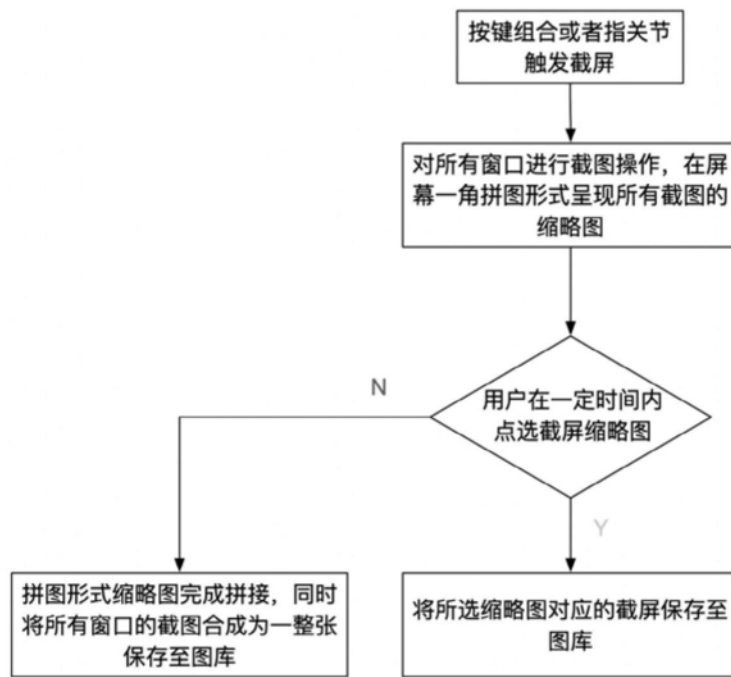 按键组合或者指关节
触发截屏
对所有窗口进行截图操作，在屏
幕一角拼图形式呈现所有截图的
缩略图
用户在一定时间内
点选截屏缩略图
N
Y
拼图形式缩略图完成拼接，同时
将所有窗口的截图合成为一整张
保存至图库
将所选缩略图对应的截屏保存至
图库